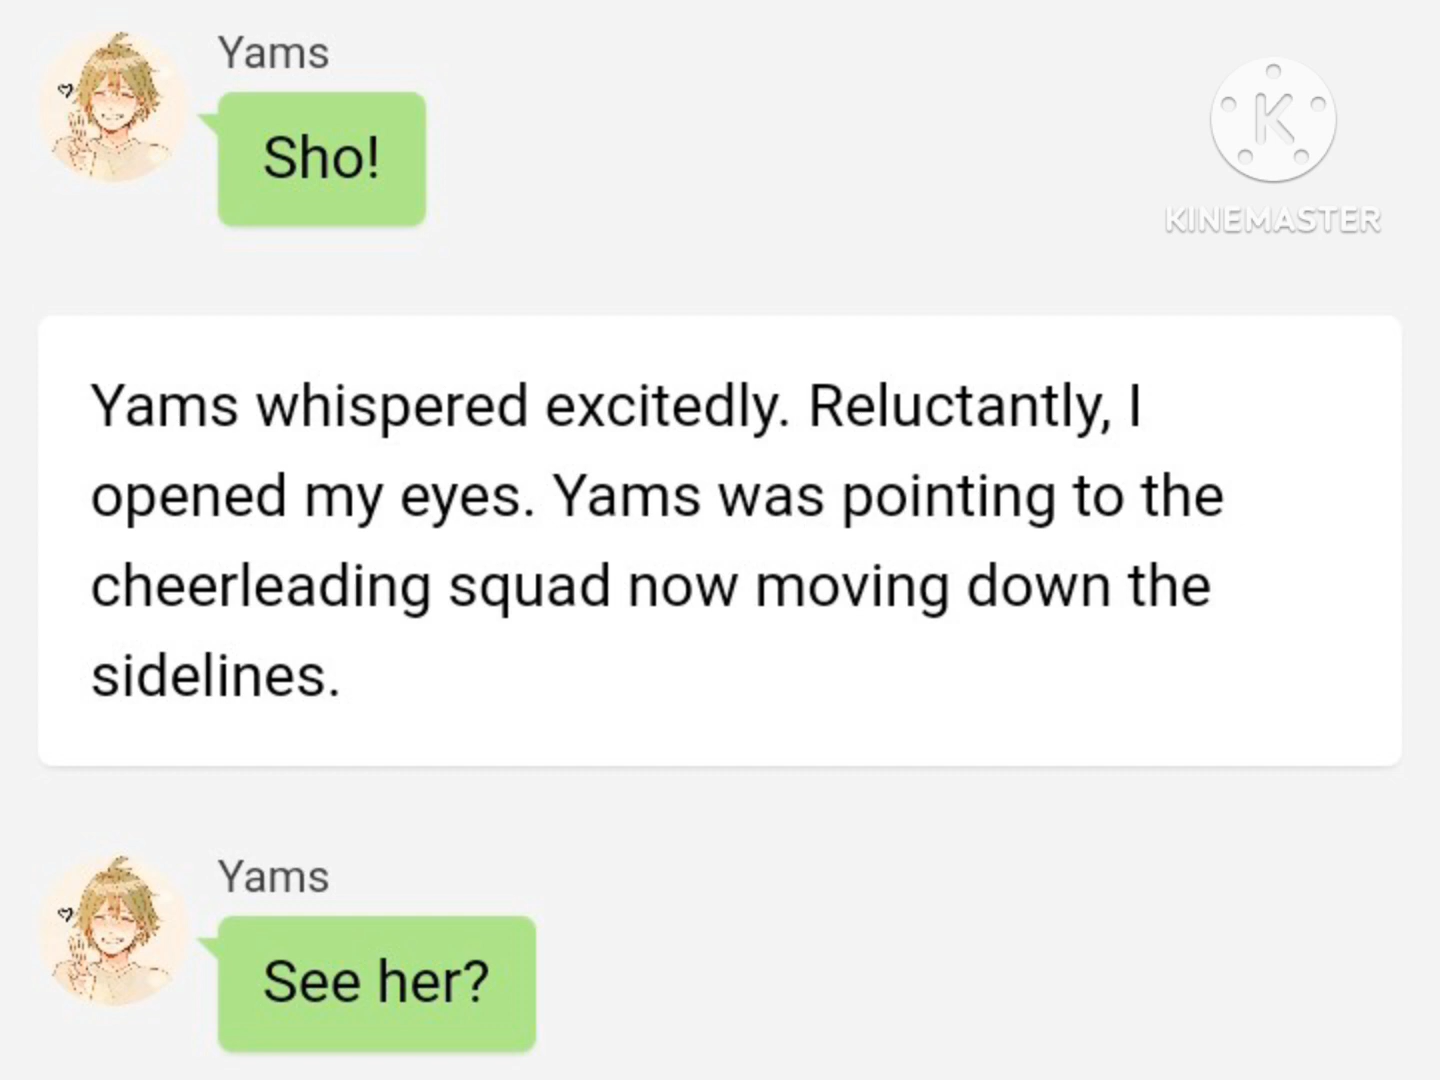 Yams
Sho!
K
KINEMASTER
Yams whispered excitedly. Reluctantly, I
opened my eyes. Yams was pointing to the
cheerleading squad now moving down the
sidelines.
Yams
See her?